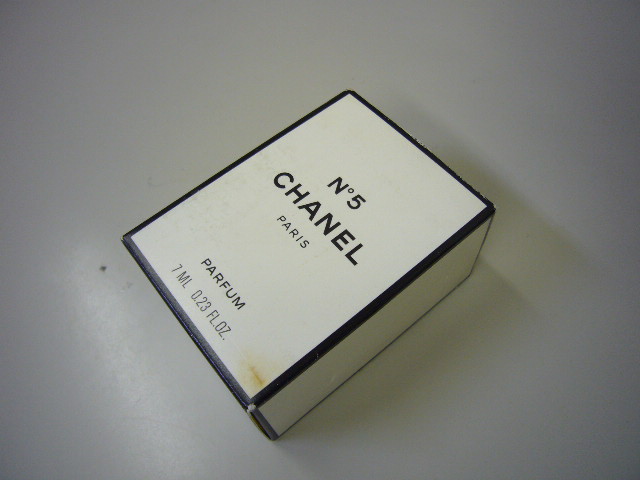 N°5
CHANEL
PARIS
PARFUM
7 ML 0.23 FL.OZ.